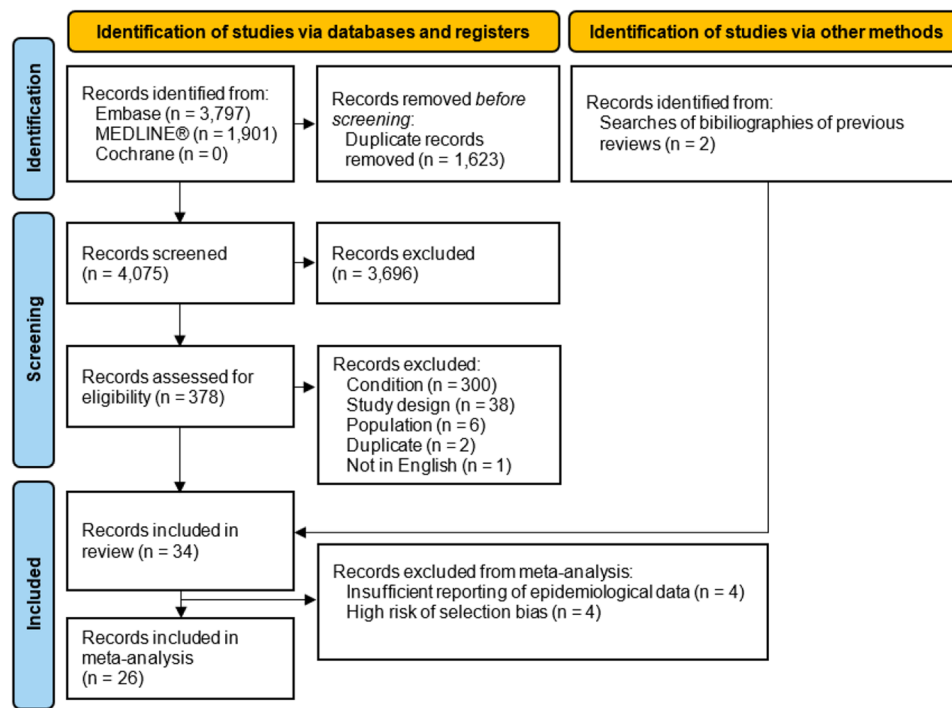 Identification of studies via databases and registers
Identification of studies via other methods
Identification
Records identified from:
Embase (n = 3,797)
MEDLINE® (n = 1,901)
Cochrane (n = 0)
Records removed before
screening:
Duplicate records
removed (n = 1,623)
Records identified from:
Searches of bibiliographies of previous
reviews (n = 2)
Screening
Records screened
(n = 4,075)
Records excluded
(n = 3,696)
Records assessed for
eligibility (n = 378)
Records excluded:
Condition (n = 300)
Study design (n = 38)
Population (n = 6)
Duplicate (n = 2)
Not in English (n = 1)
Included
Records included in
review (n = 34)
Records excluded from meta-analysis:
Insufficient reporting of epidemiological data (n = 4)
High risk of selection bias (n = 4)
Records included in
meta-analysis
(n = 26)